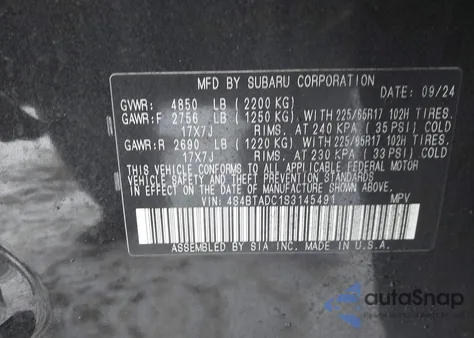 MFD BY SUBARU CORPORATION
DATE: 09/24
GVWR: 4850 LB (2200 KG)
GAWR:F 2756 LB (1250 KG) WITH 225/65R17 102H TIRES.
17X7J RIMS. AT 240 KPA (35 PSI) COLD
GAWR:R 2690 LB (1220 KG) WITH 225/65R17 102H TIRES.
17X7J RIMS. AT 230 KPA (33 PSI) COLD
THIS VEHICLE CONFORMS TO ALL APPLICABLE FEDERAL MOTOR
VEHICLE SAFETY, BUMPER, AND THEFT PREVENTION STANDARDS
IN EFFECT ON THE DATE OF MANUFACTURE SHOWN ABOVE.
VIN: 4S4BTADC1S3145491 MPV
ASSEMBLED BY SIA INC. MADE IN U.S.A.
autoSnap